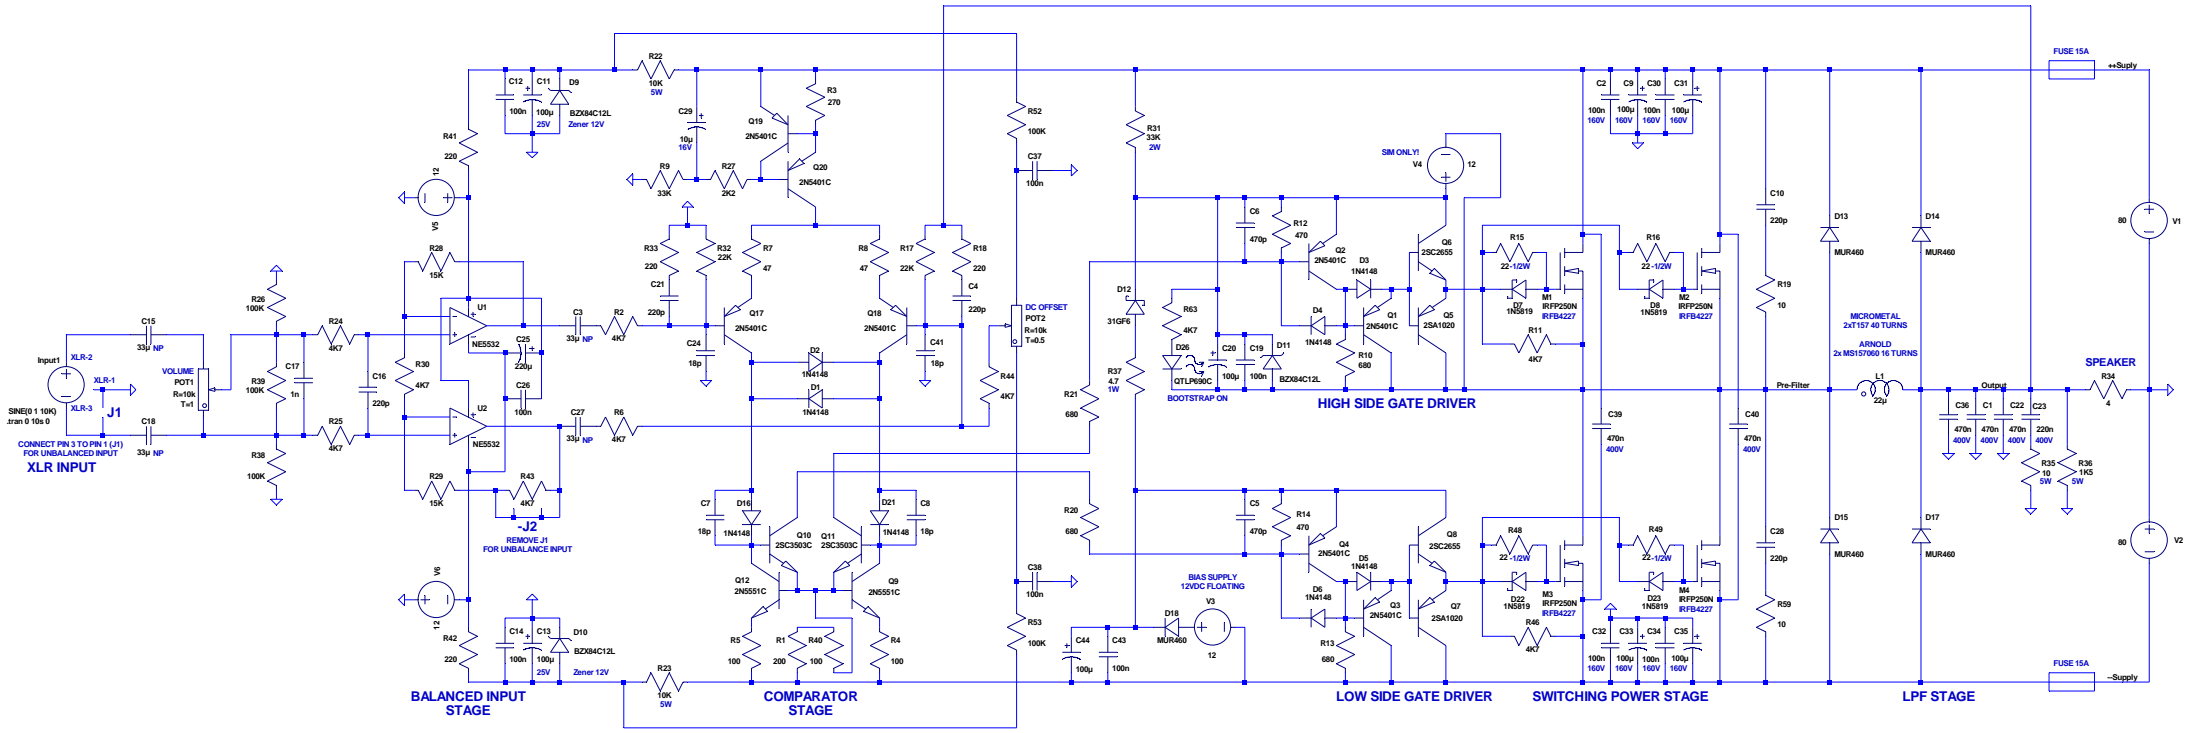 FUSE 15A
++Suply
C12
100n
C11
100µ
25V
D9
BZX84C12L
Zener 12V
R22
10K
5W
R3
270
C29
10µ
16V
Q19
2N5401C
Q20
2N5401C
R9
33K
R27
2K2
R52
100K
C37
100n
R31
33K
2W
SIM ONLY!
V4
12
C2
100n
160V
C9
100µ
160V
C30
100n
160V
C31
100µ
160V
R41
220
12
V5
R28
15K
R33
220
R32
22K
R7
47
R8
47
R17
22K
R18
220
C21
220p
C4
220p
C6
470p
R12
470
Q2
2N5401C
D3
1N4148
Q6
2SC2655
R15
22
-1/2W
R16
22
-1/2W
C10
220p
D13
MUR460
D14
MUR460
80
V1
R26
100K
C15
33µ NP
R24
4K7
U1
NE5532
C3
33µ NP
R2
4K7
Q17
2N5401C
Q18
2N5401C
DC OFFSET
POT2
R=10k
T=0.5
D12
31GF6
R63
4K7
D4
1N4148
Q1
2N5401C
Q5
2SA1020
D7
1N5819
M1
IRFP250N
IRFB4227
D8
1N5819
M2
IRFP250N
IRFB4227
R19
10
R11
4K7
MICROMETAL
2xT157 40 TURNS
ARNOLD
2x MS157060 16 TURNS
Input1
XLR-2
XLR-1
XLR-3
J1
SINE(0 1 10K)
.tran 0 10s 0
VOLUME
POT1
R=10k
T=1
R39
100K
C17
1n
C16
220p
R30
4K7
C25
220µ
C26
100n
C24
18p
D2
1N4148
D1
1N4148
C41
18p
R44
4K7
R37
4.7
1W
D26
QTLP690C
BOOTSTRAP ON
C20
100µ
C19
100n
D11
BZX84C12L
R10
680
HIGH SIDE GATE DRIVER
Pre-Filter
L1
22µ
Output
SPEAKER
R34
4
C18
33µ NP
CONNECT PIN 3 TO PIN 1 (J1)
FOR UNBALANCED INPUT
XLR INPUT
R25
4K7
R38
100K
U2
NE5532
C27
33µ NP
R6
4K7
R21
680
C39
470n
400V
C40
470n
400V
C36
470n
400V
C1
470n
400V
C22
470n
400V
C23
220n
400V
R35
10
5W
R36
1K5
5W
R29
15K
R43
4K7
-J2
REMOVE J1
FOR UNBALANCE INPUT
C7
18p
D16
1N4148
Q10
2SC3503C
Q11
2SC3503C
D21
1N4148
C8
18p
R20
680
C5
470p
R14
470
Q4
2N5401C
D5
1N4148
Q8
2SC2655
R48
22
-1/2W
R49
22
-1/2W
C28
220p
D15
MUR460
D17
MUR460
80
V2
V6
12
Q12
2N5551C
Q9
2N5551C
C38
100n
BIAS SUPPLY
12VDC FLOATING
V3
12
D18
MUR460
D6
1N4148
Q3
2N5401C
Q7
2SA1020
D22
1N5819
M3
IRFP250N
IRFB4227
D23
1N5819
M4
IRFP250N
IRFB4227
R59
10
R42
220
C14
100n
C13
100µ
25V
D10
BZX84C12L
Zener 12V
R23
10K
5W
R5
100
R1
200
R40
100
R4
100
R53
100K
C44
100µ
C43
100n
R13
680
R46
4K7
C32
100n
160V
C33
100µ
160V
C34
100n
160V
C35
100µ
160V
FUSE 15A
--Supply
BALANCED INPUT
STAGE
COMPARATOR
STAGE
LOW SIDE GATE DRIVER
SWITCHING POWER STAGE
LPF STAGE